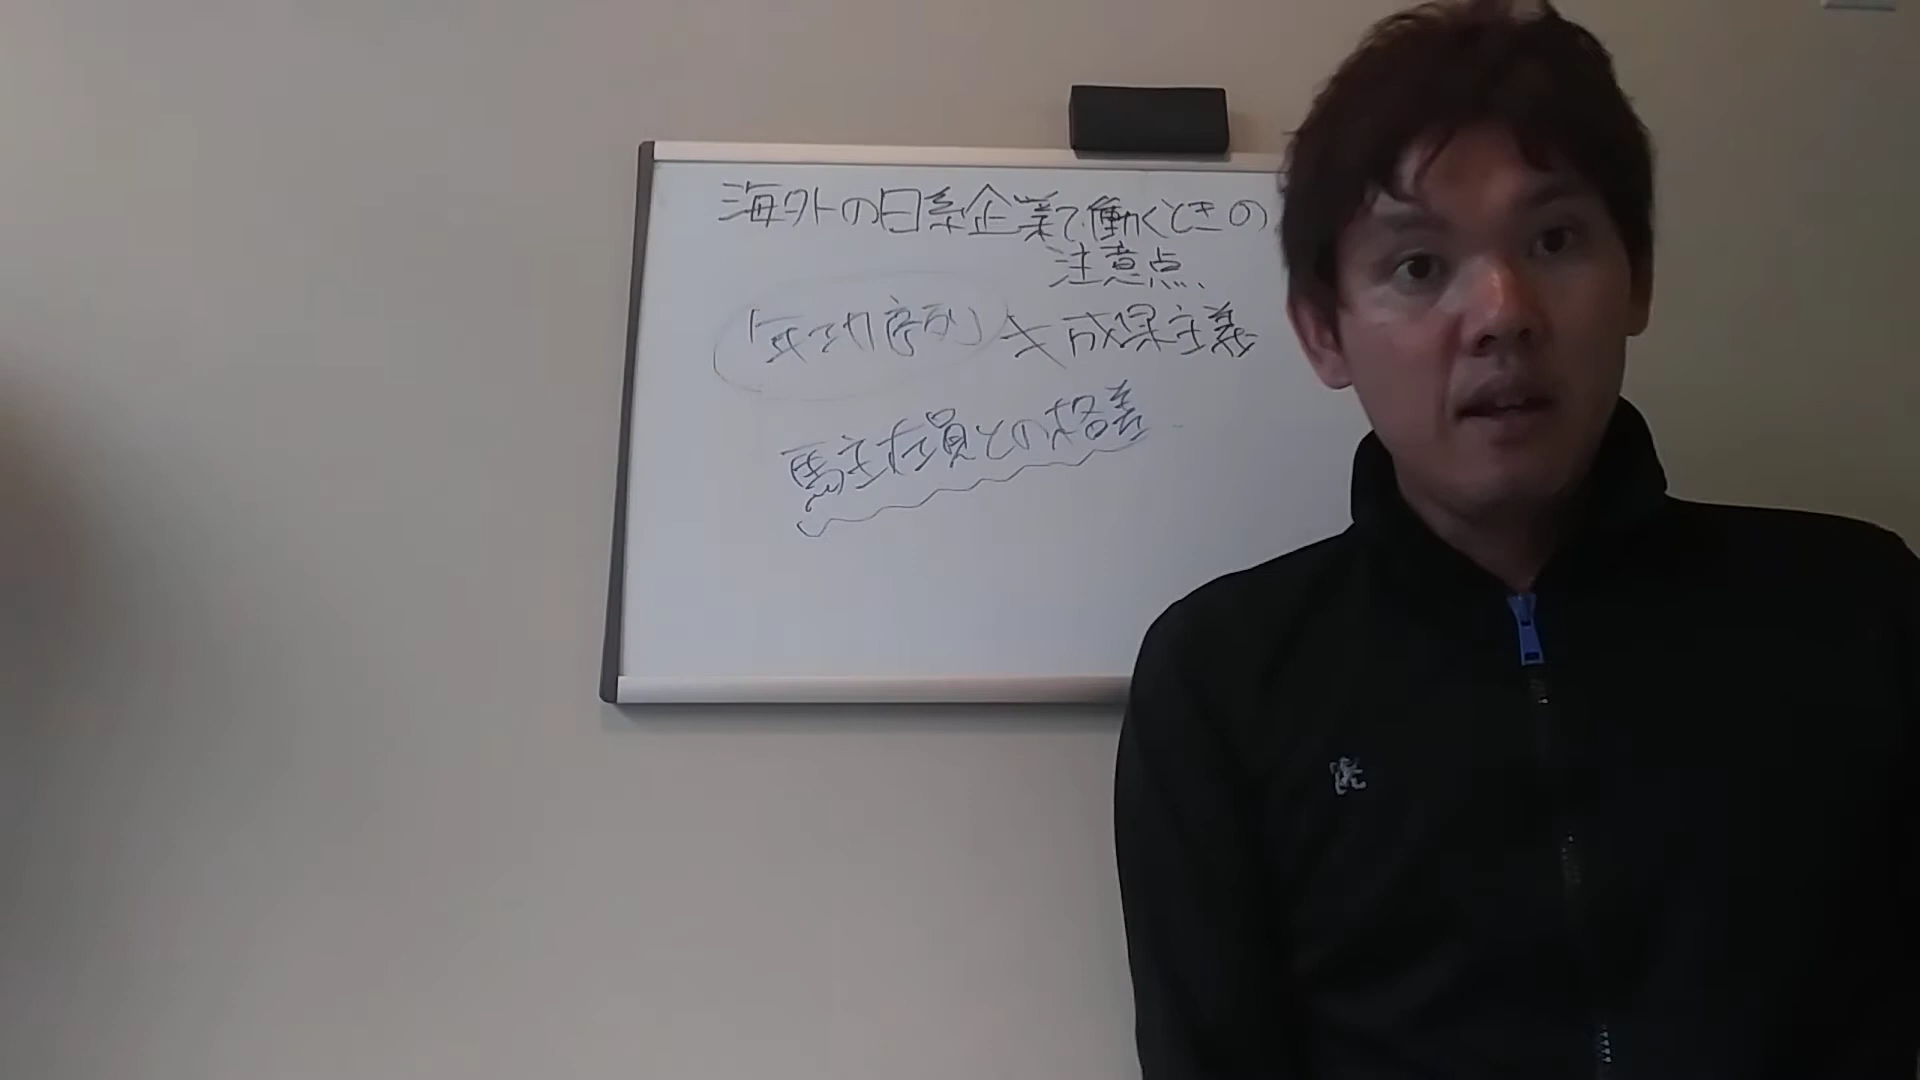 海外の日系企業で働くときの
注意点
「年功序列」≠成果主義
駐在員との格差